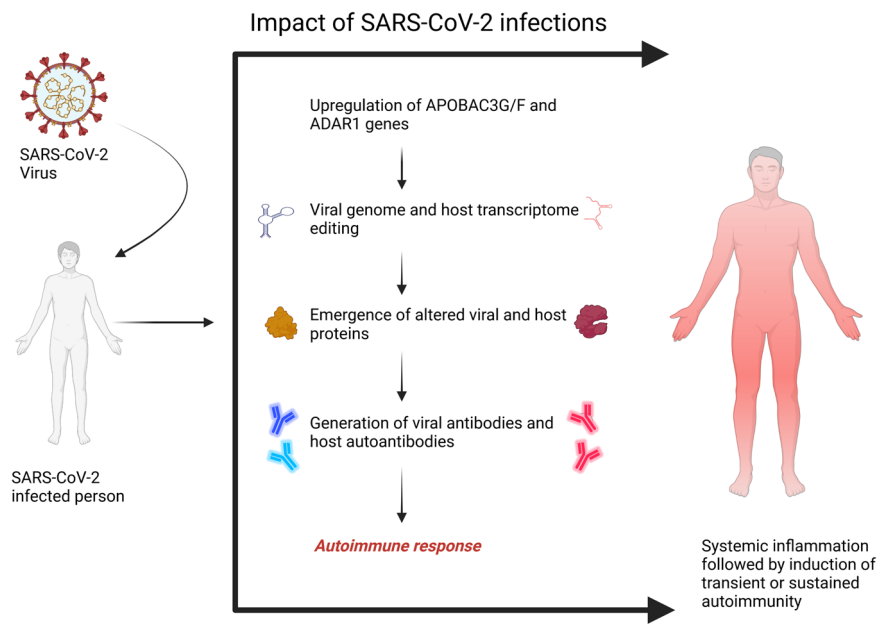 Impact of SARS-CoV-2 infections
SARS-CoV-2
Virus
SARS-CoV-2
infected person
Upregulation of APOBAC3G/F and
ADAR1 genes
Viral genome and host transcriptome
editing
Emergence of altered viral and host
proteins
Generation of viral antibodies and
host autoantibodies
Autoimmune response
Systemic inflammation
followed by induction of
transient or sustained
autoimmunity